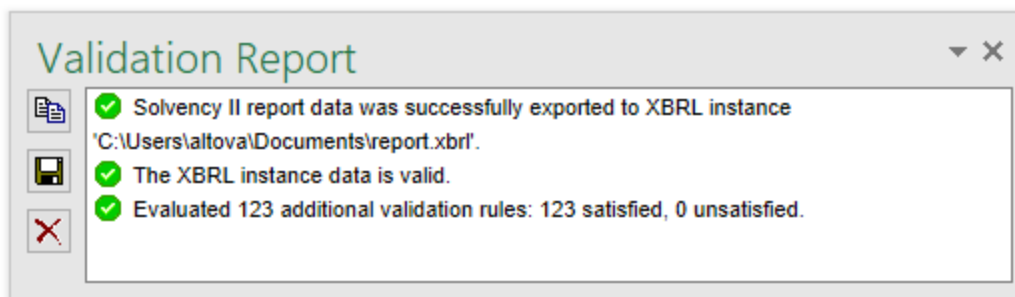 Validation Report
Solvency II report data was successfully exported to XBRL instance
'C:\Users\altova\Documents\report.xbrl'.
The XBRL instance data is valid.
Evaluated 123 additional validation rules: 123 satisfied, 0 unsatisfied.